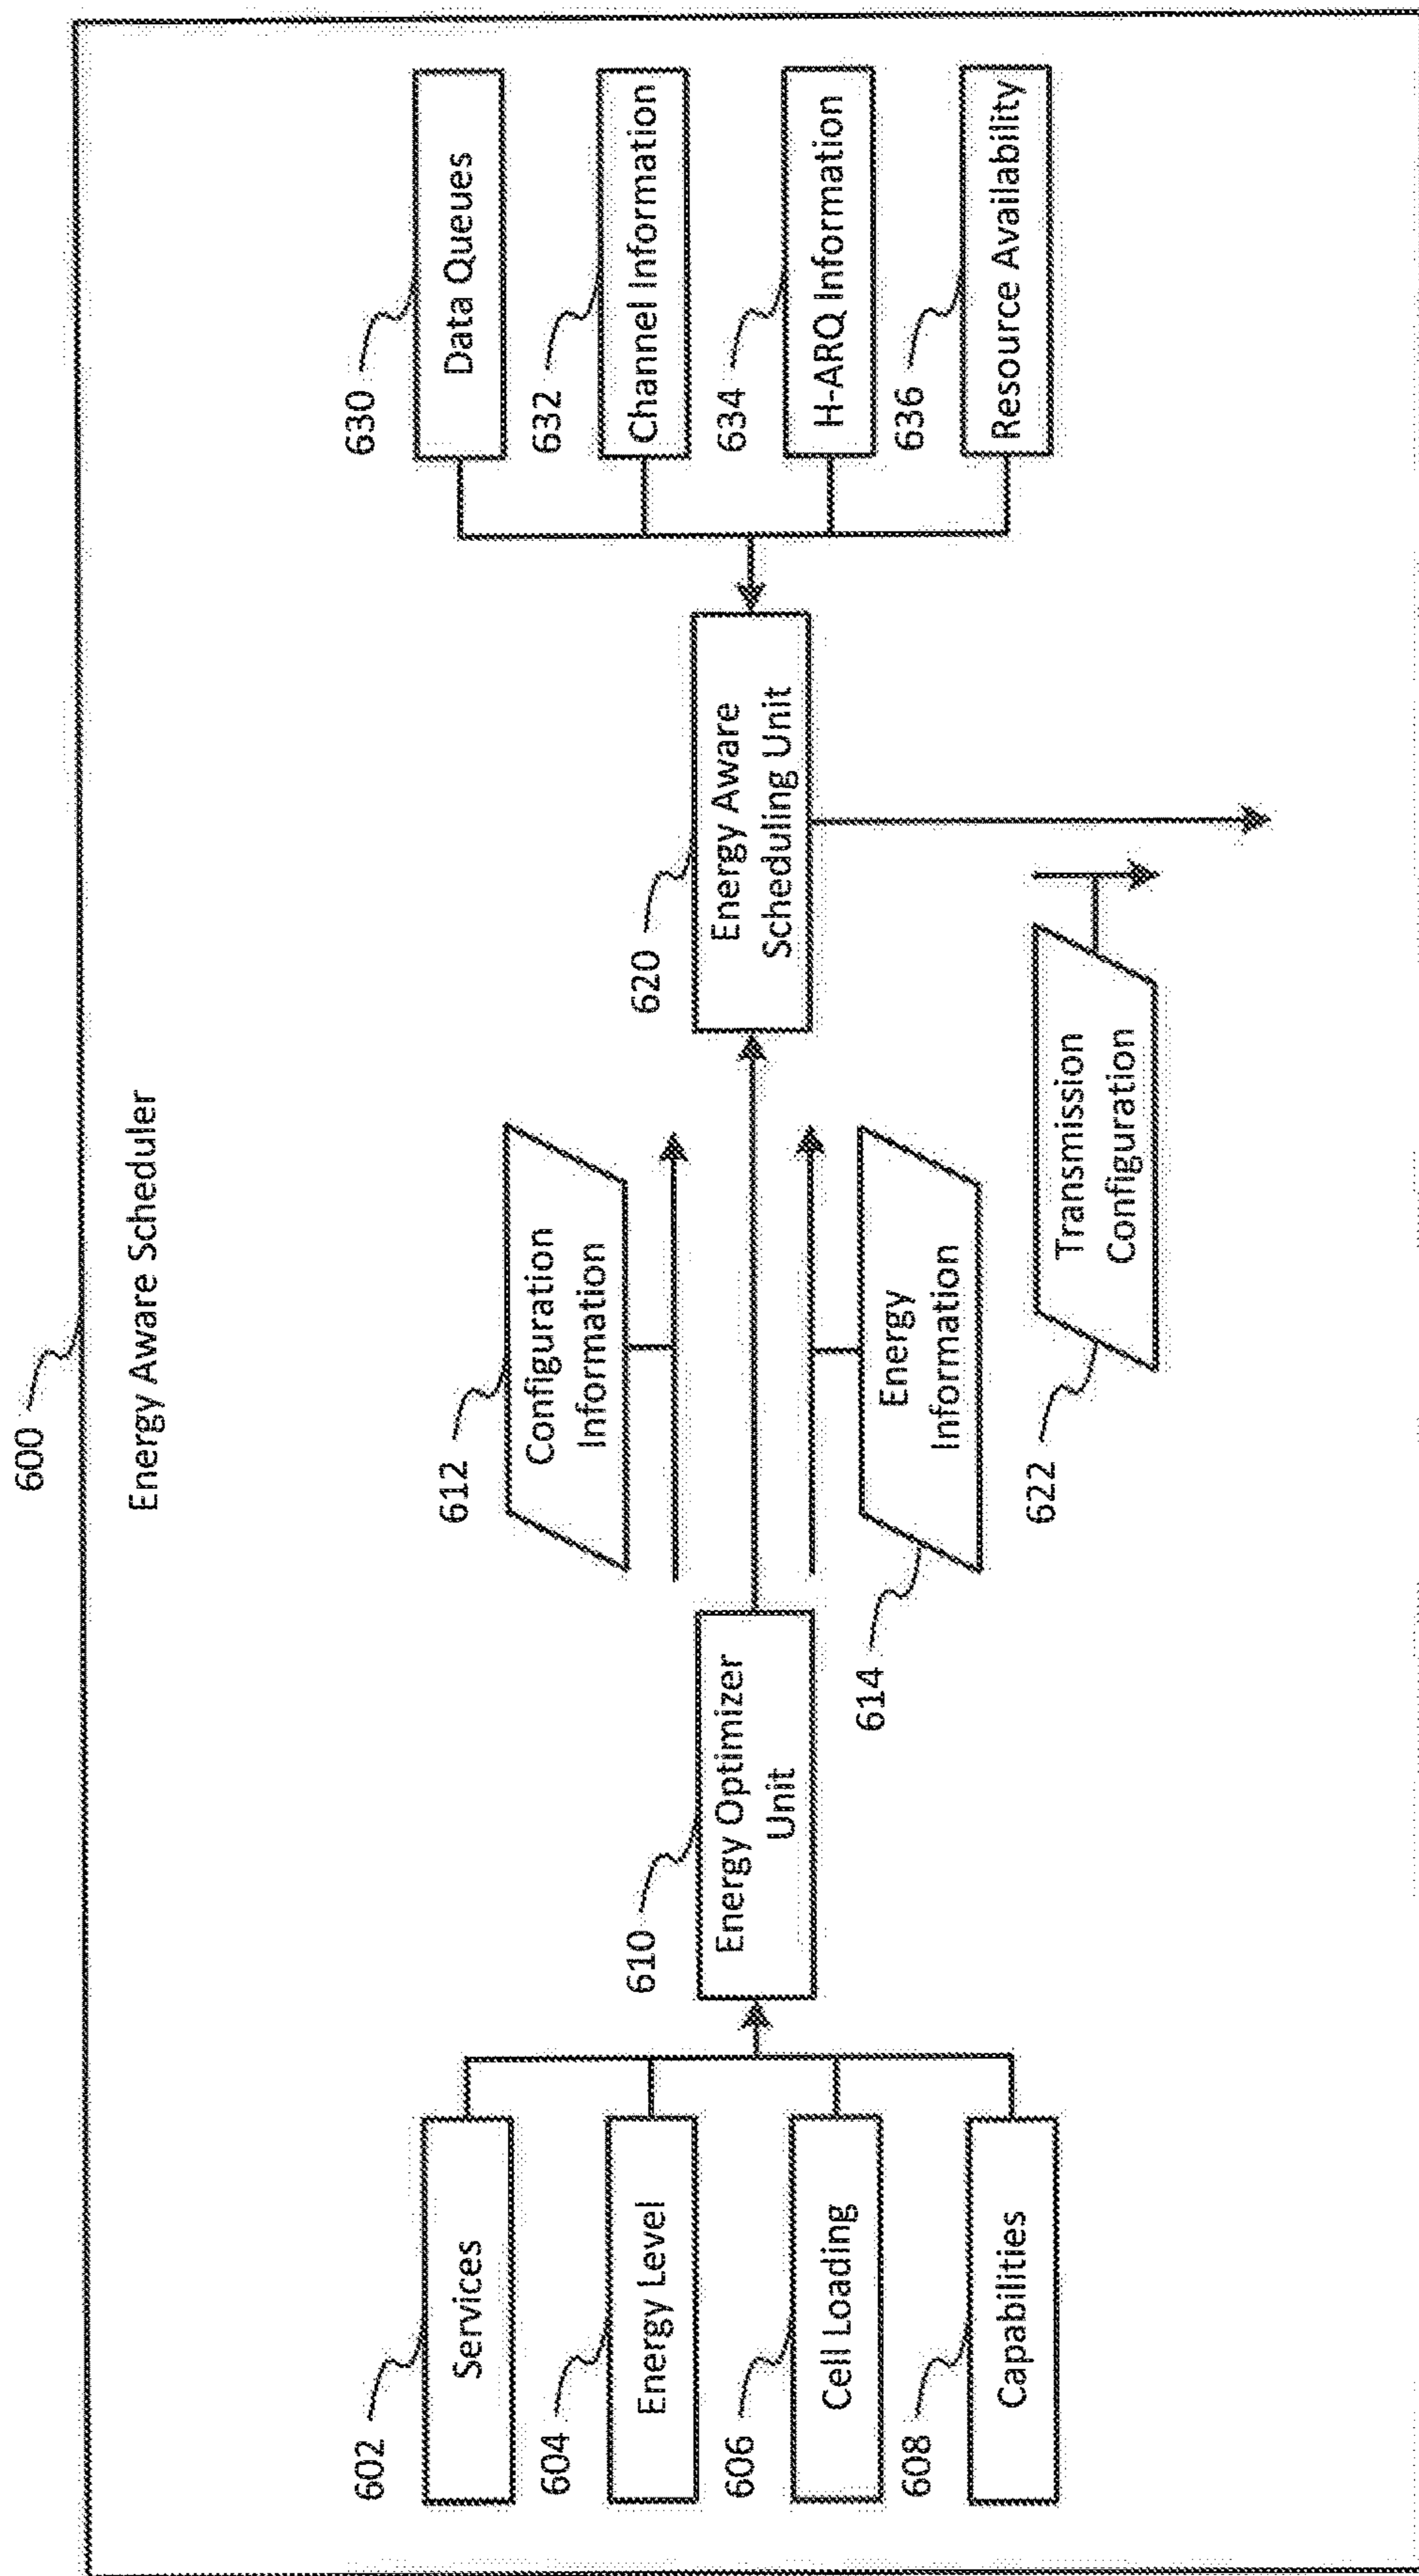 600
Energy Aware Scheduler
602
Services
604
Energy Level
606
Cell Loading
608
Capabilities
610
Energy Optimizer
Unit
612
Configuration
Information
614
Energy
Information
620
Energy Aware
Scheduling Unit
622
Transmission
Configuration
630
Data Queues
632
Channel Information
634
H-ARQ Information
636
Resource Availability